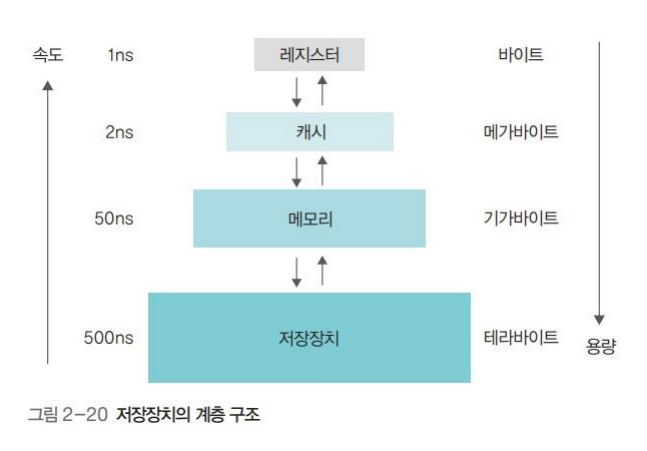 속도 1ns 레지스터 바이트
2ns 캐시 메가바이트
50ns 메모리 기가바이트
500ns 저장장치 테라바이트
용량
그림 2-20 저장장치의 계층 구조